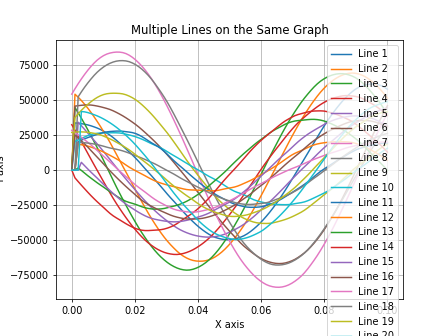 Multiple Lines on the Same Graph
75000
50000
25000
0
−25000
−50000
−75000
0.00
0.02
0.04
0.06
0.08
X axis
Line 1
Line 2
Line 3
Line 4
Line 5
Line 6
Line 7
Line 8
Line 9
Line 10
Line 11
Line 12
Line 13
Line 14
Line 15
Line 16
Line 17
Line 18
Line 19
Line 20